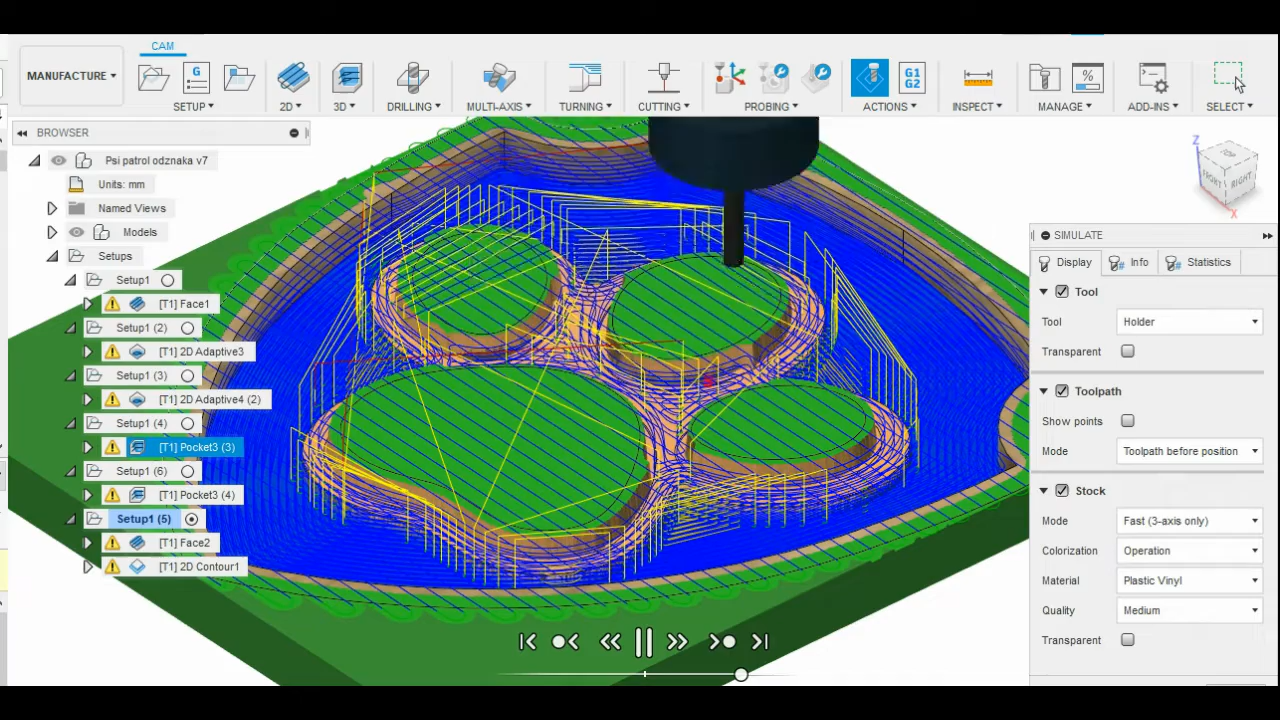 CAM
MANUFACTURE
G
G1
G2
%
SETUP
2D
3D
DRILLING
MULTI-AXIS
TURNING
CUTTING
PROBING
ACTIONS
INSPECT
MANAGE
ADD-INS
SELECT
BROWSER
Psi patrol odznaka v7
Units: mm
Named Views
Models
Setups
Setup1
[T1] Face1
Setup1 (2)
[T1] 2D Adaptive3
Setup1 (3)
[T1] 2D Adaptive4 (2)
Setup1 (4)
[T1] Pocket3 (3)
Setup1 (6)
[T1] Pocket3 (4)
Setup1 (5)
[T1] Face2
[T1] 2D Contour1
Z
FRONT
RIGHT
X
SIMULATE
Display
Info
Statistics
Tool
Tool Holder
Transparent
Toolpath
Show points
Mode Toolpath before position
Stock
Mode Fast (3-axis only)
Colorization Operation
Material Plastic Vinyl
Quality Medium
Transparent